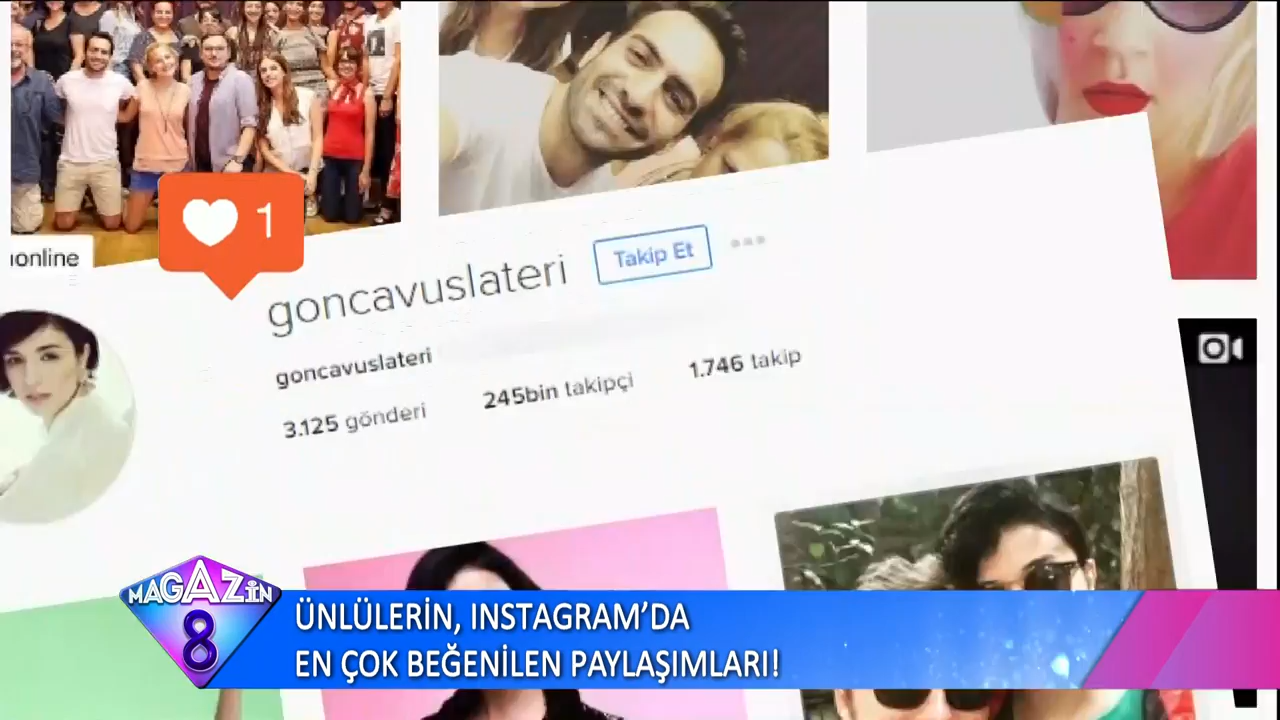 1
online
goncavuslateri
Takip Et
goncavuslateri
3.125 gönderi
245bin takipçi
1.746 takip
MAGAZİN
8
ÜNLÜLERİN, INSTAGRAM'DA
EN ÇOK BEĞENİLEN PAYLAŞIMLARI!